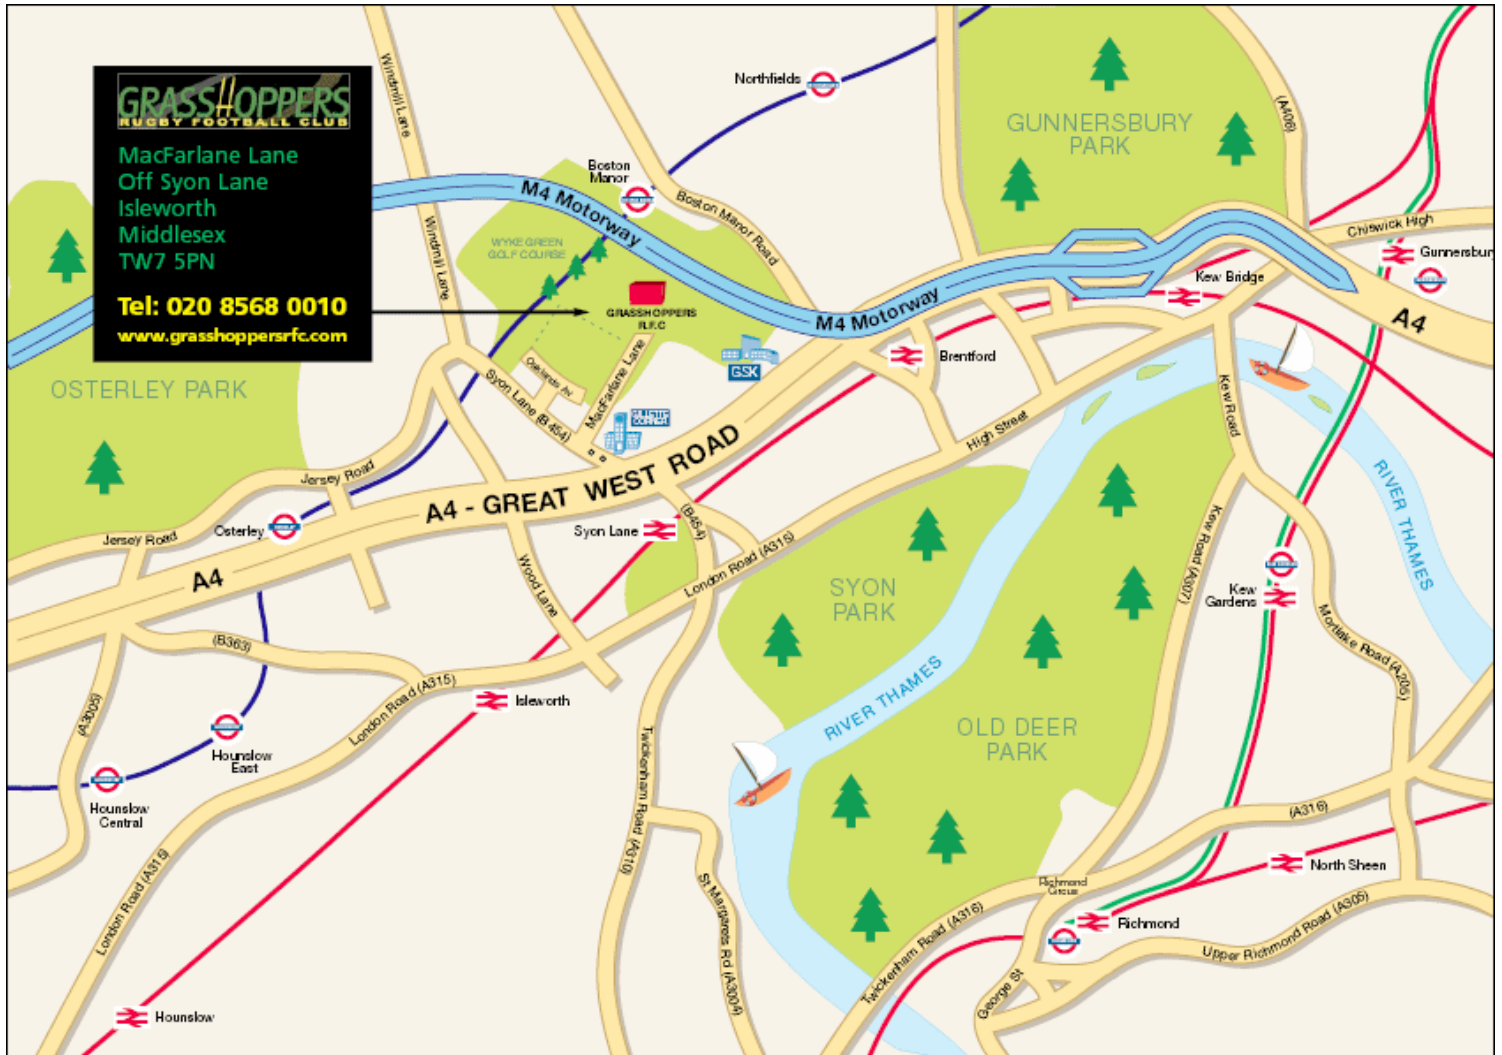 GRASSHOPPERS
RUGBY FOOTBALL CLUB
MacFarlane Lane
Off Syon Lane
Isleworth
Middlesex
TW7 5PN
Tel: 020 8568 0010
www.grasshoppersrfc.com
Windmill Lane
Windmill Lane
Northfields
Boston
Manor
M4 Motorway
Boston Manor Road
WYKE GREEN
GOLF COURSE
GRASSHOPPERS
R.F.C
GUNNERSBURY
PARK
(A406)
Chiswick High
Gunnersbury
Kew Bridge
A4
M4 Motorway
Brentford
GSK
OSTERLEY PARK
Syon Lane (B454)
Oaklands Av
MacFarlane Lane
GILLETTE
CORNER
High Street
Kew Road
RIVER THAMES
Jersey Road
Jersey Road
Osterley
A4 - GREAT WEST ROAD
A4
Syon Lane
(B454)
London Road (A315)
Wood Lane
SYON
PARK
Kew Road (A307)
Kew
Gardens
Mortlake Road (A205)
(B363)
London Road (A315)
Isleworth
(A3005)
Hounslow
East
Hounslow
Central
RIVER THAMES
OLD DEER
PARK
Twickenham Road (A310)
St Margarets Rd (A3004)
London Road (A315)
Hounslow
(A316)
North Sheen
Richmond
Circus
Richmond
Twickenham Road (A316)
George St
Upper Richmond Road (A305)